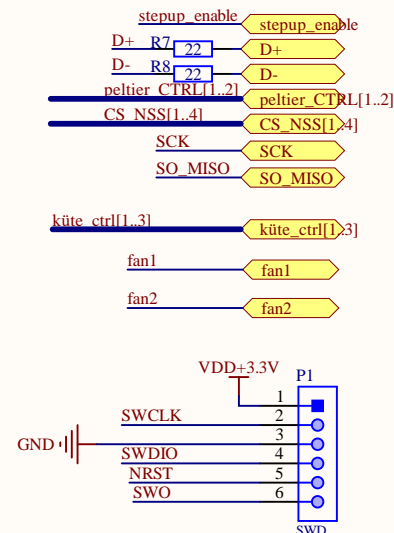 stepup_enable stepup_enable
D+ R7 22 D+
D- R8 22 D-
peltier_CTRL[1..2] peltier_CTRL[1..2]
CS_NSS[1..4] CS_NSS[1..4]
SCK SCK
SO_MISO SO_MISO
küte_ctrl[1..3] küte_ctrl[1..3]
fan1 fan1
fan2 fan2
VDD+3.3V P1
1
SWCLK 2
GND 3
SWDIO 4
NRST 5
SWO 6
SWD